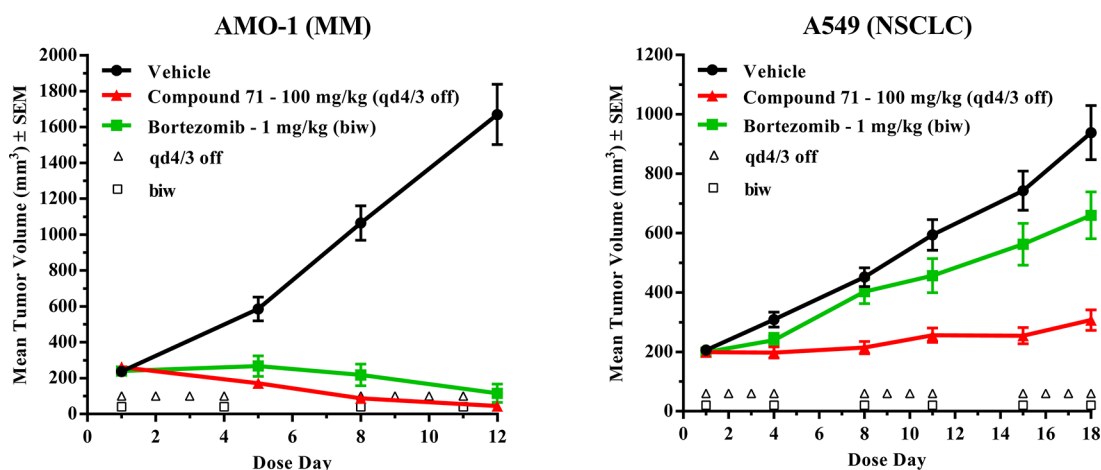 AMO-1 (MM)
Mean Tumor Volume (mm³) ± SEM
2000
1800
1600
1400
1200
1000
800
600
400
200
0
Vehicle
Compound 71 - 100 mg/kg (qd4/3 off)
Bortezomib - 1 mg/kg (biw)
qd4/3 off
biw
0 2 4 6 8 10 12
Dose Day
A549 (NSCLC)
Mean Tumor Volume (mm³) ± SEM
1200
1000
800
600
400
200
0
Vehicle
Compound 71 - 100 mg/kg (qd4/3 off)
Bortezomib - 1 mg/kg (biw)
qd4/3 off
biw
0 2 4 6 8 10 12 14 16 18
Dose Day